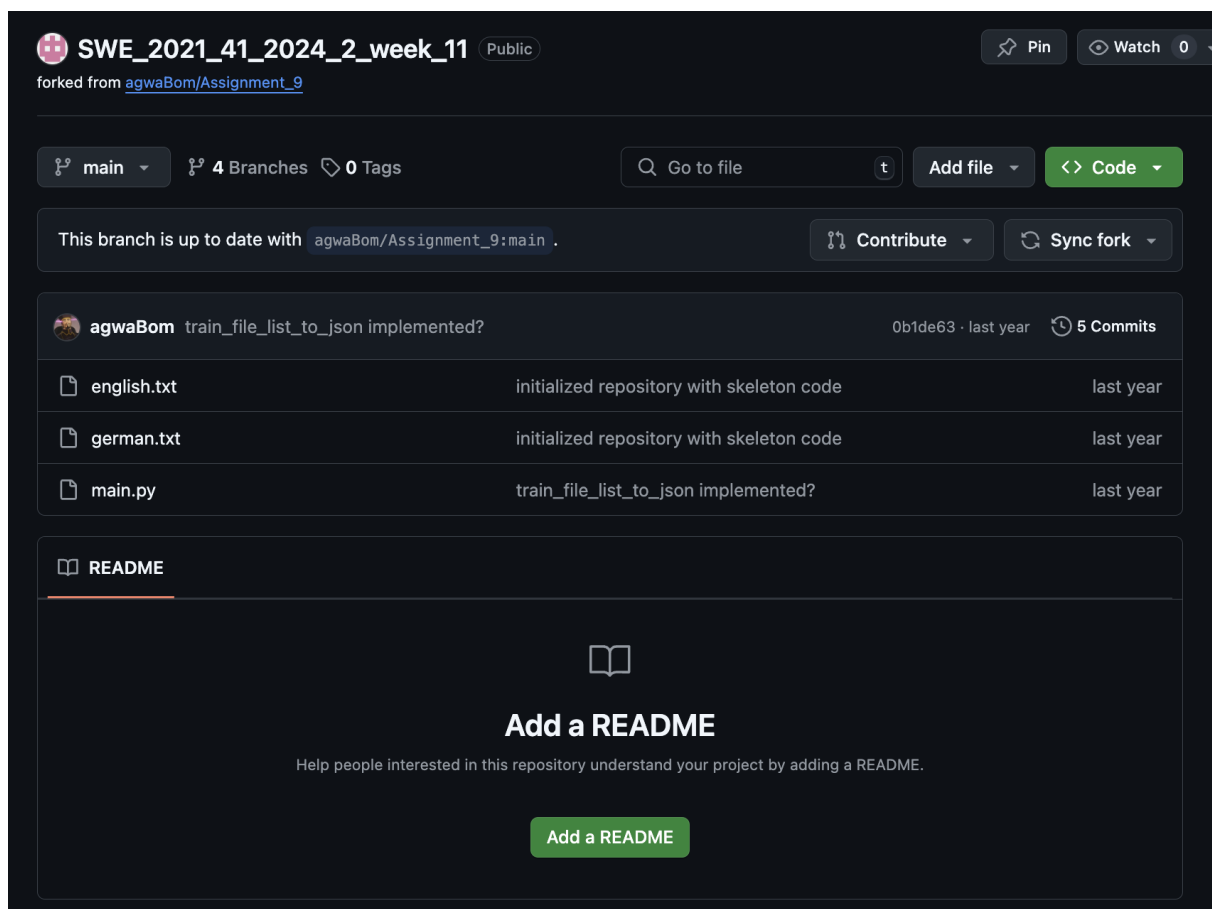 SWE_2021_41_2024_2_week_11 Public Pin Watch 0
forked from agwaBom/Assignment_9
main 4 Branches 0 Tags Go to file t Add file <> Code
This branch is up to date with agwaBom/Assignment_9:main . Contribute Sync fork
agwaBom train_file_list_to_json implemented? 0b1de63 · last year 5 Commits
english.txt initialized repository with skeleton code last year
german.txt initialized repository with skeleton code last year
main.py train_file_list_to_json implemented? last year
README
Add a README
Help people interested in this repository understand your project by adding a README.
Add a README